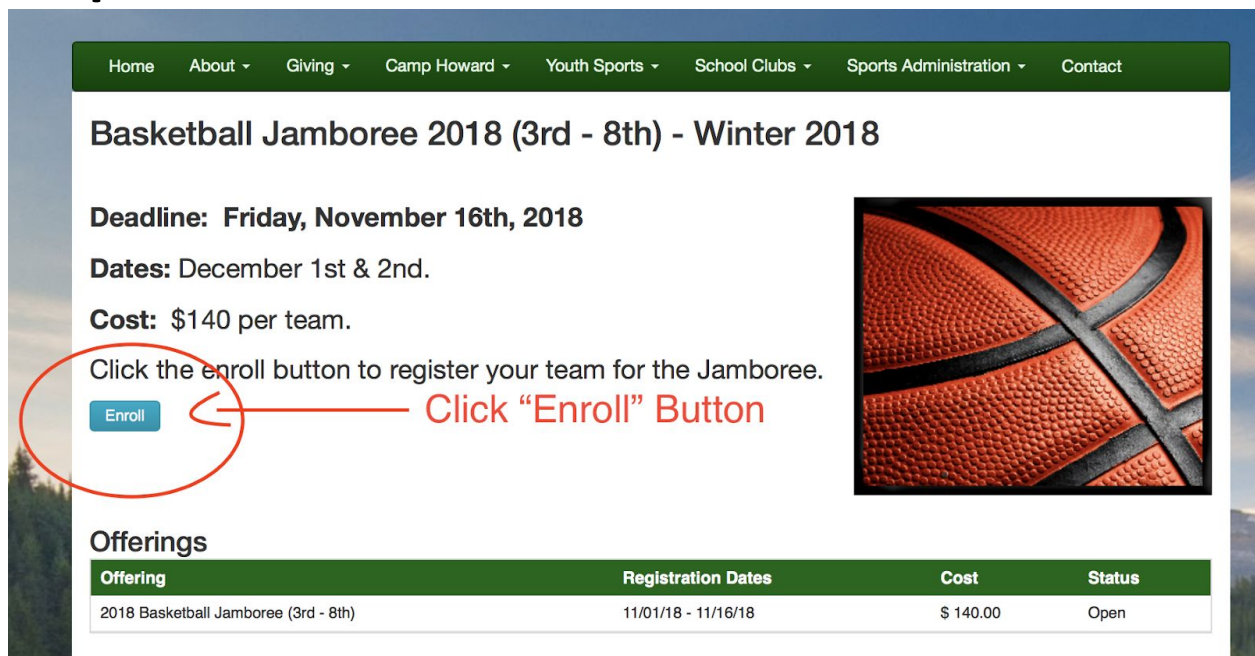 Home About Giving Camp Howard Youth Sports School Clubs Sports Administration Contact
Basketball Jamboree 2018 (3rd - 8th) - Winter 2018
Deadline: Friday, November 16th, 2018
Dates: December 1st & 2nd.
Cost: $140 per team.
Click the enroll button to register your team for the Jamboree.
Enroll Click “Enroll” Button
Offerings
Offering Registration Dates Cost Status
2018 Basketball Jamboree (3rd - 8th) 11/01/18 - 11/16/18 $ 140.00 Open